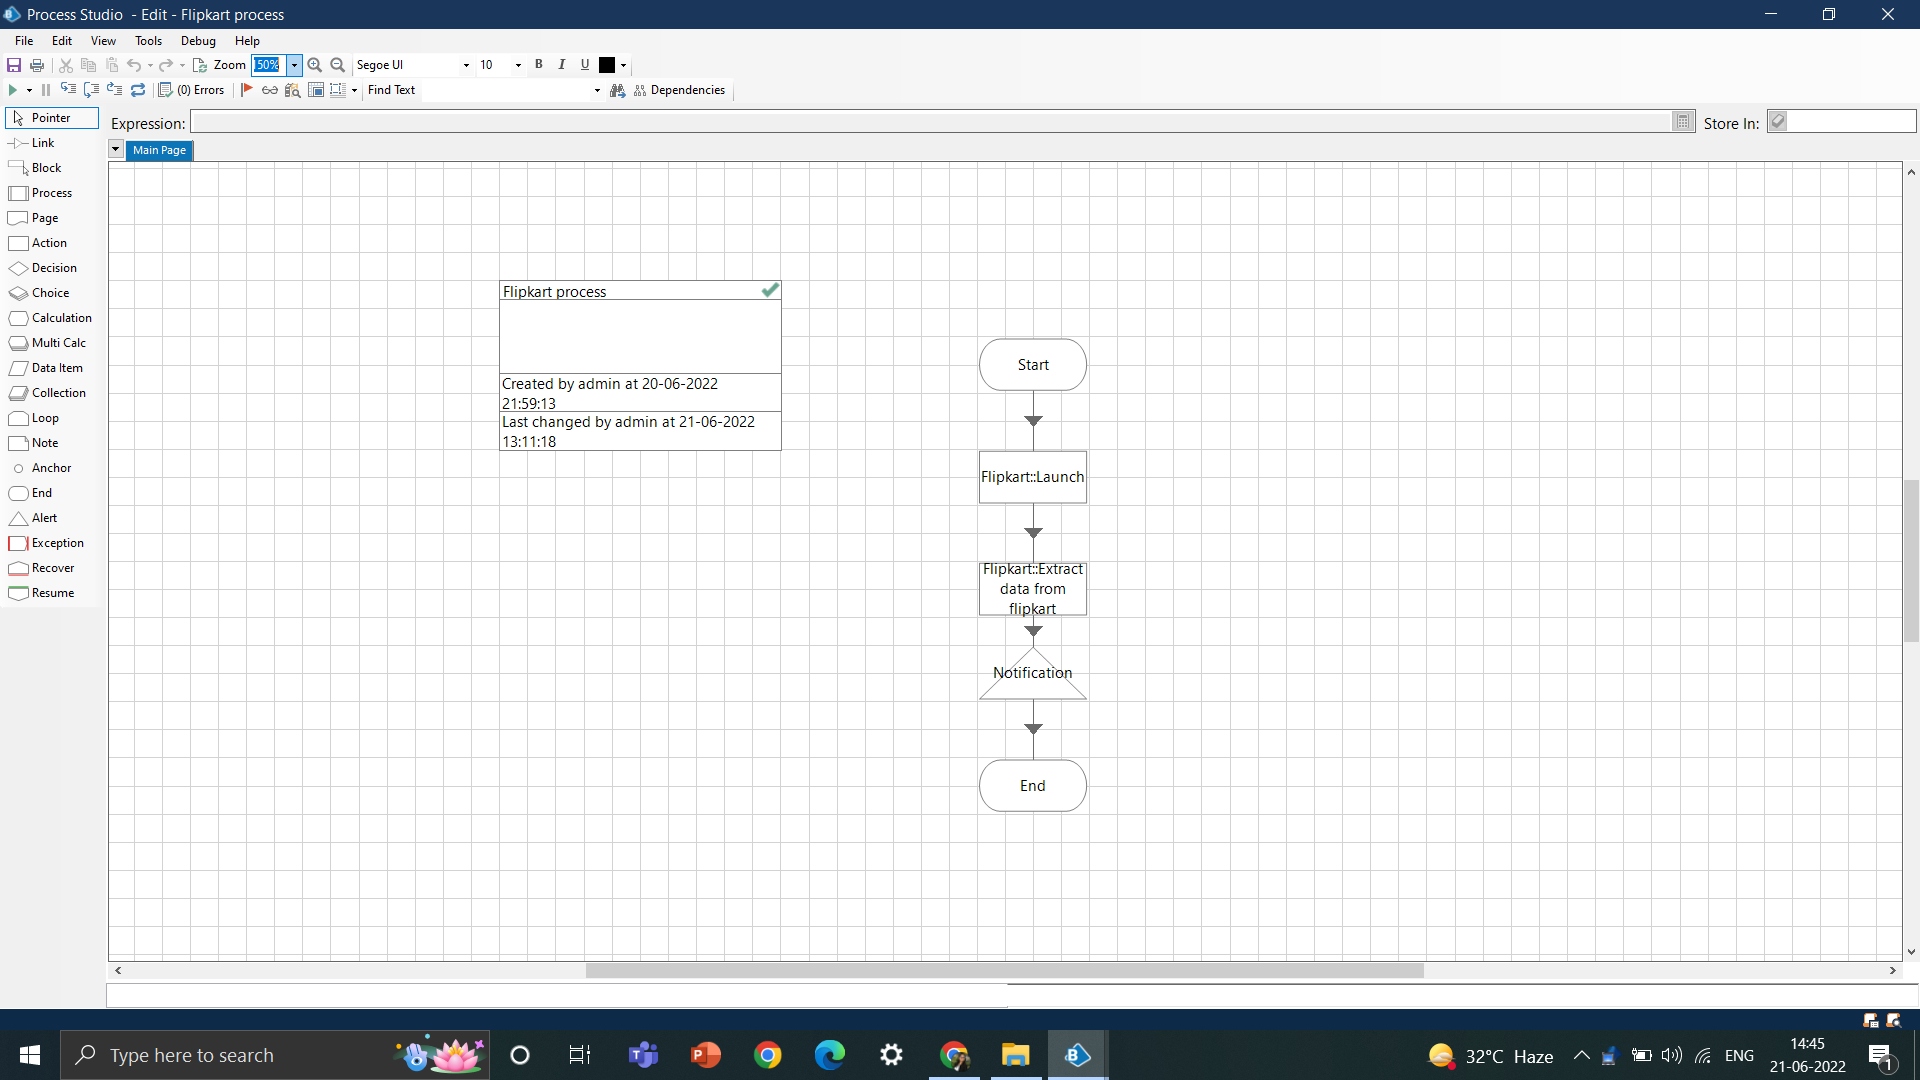 Process Studio - Edit - Flipkart process
File Edit View Tools Debug Help
Zoom 150% Segoe UI 10 B I U
(0) Errors Find Text Dependencies
Pointer
Link
Block
Process
Page
Action
Decision
Choice
Calculation
Multi Calc
Data Item
Collection
Loop
Note
Anchor
End
Alert
Exception
Recover
Resume
Expression: Store In:
Main Page
Flipkart process
Created by admin at 20-06-2022
21:59:13
Last changed by admin at 21-06-2022
13:11:18
Start
Flipkart::Launch
Flipkart::Extract
data from
flipkart
Notification
End
Type here to search
32°C Haze
ENG
14:45
21-06-2022
1